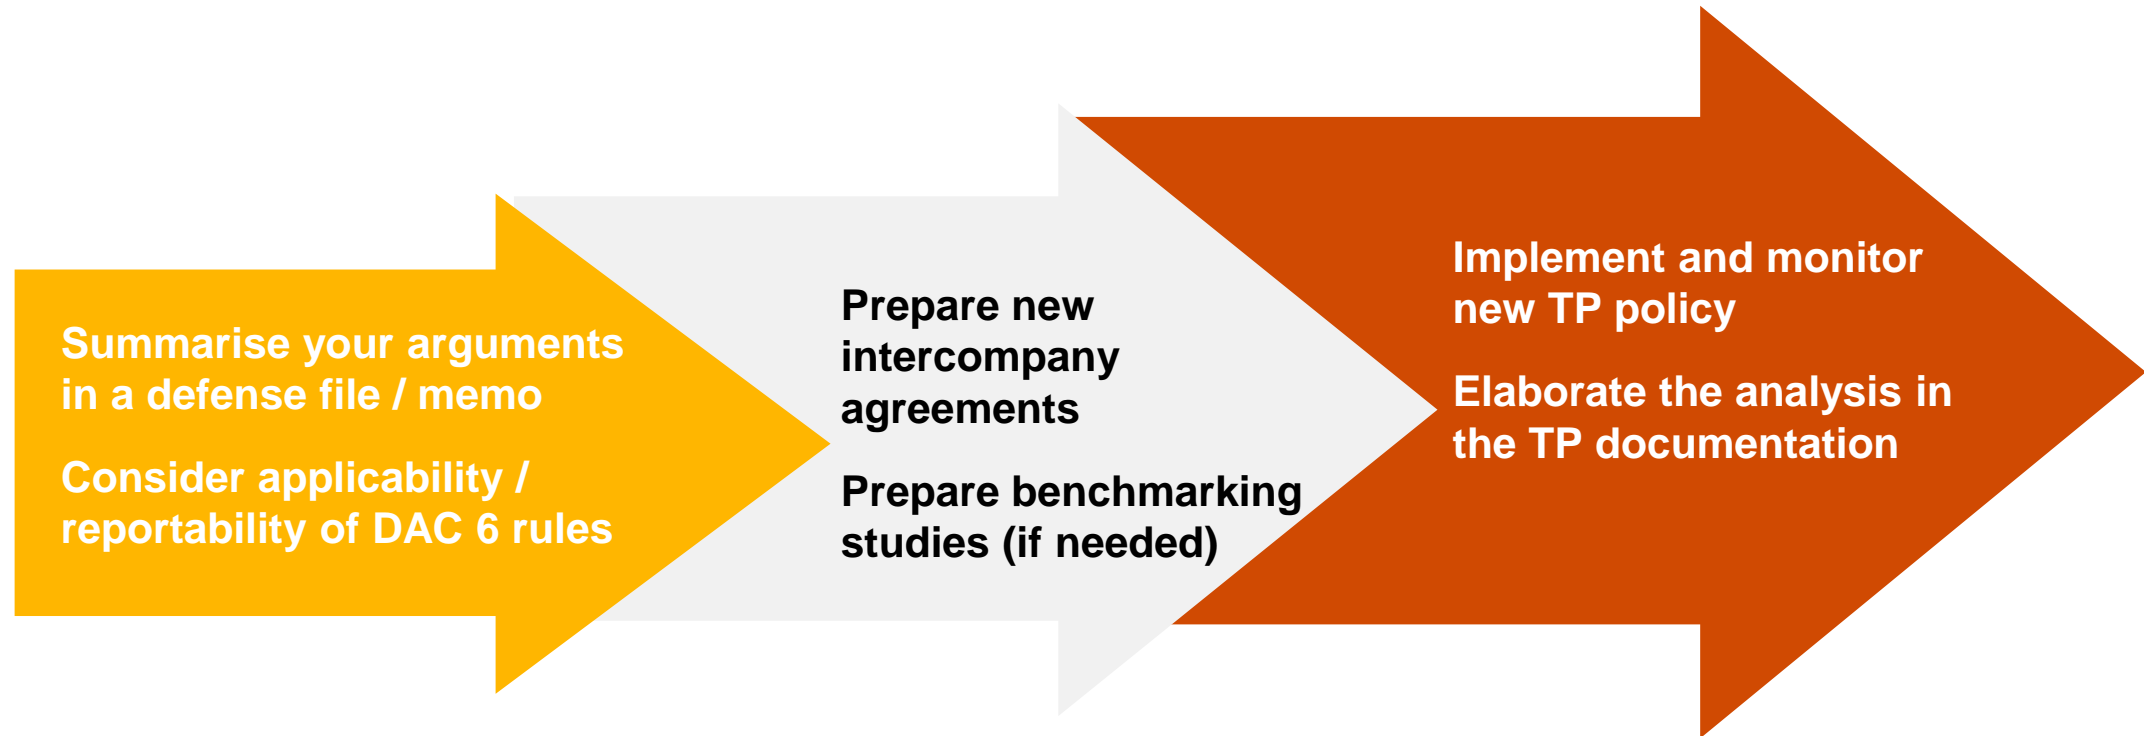 Summarise your arguments
in a defense file / memo
Consider applicability /
reportability of DAC 6 rules
Prepare new
intercompany
agreements
Prepare benchmarking
studies (if needed)
Implement and monitor
new TP policy
Elaborate the analysis in
the TP documentation